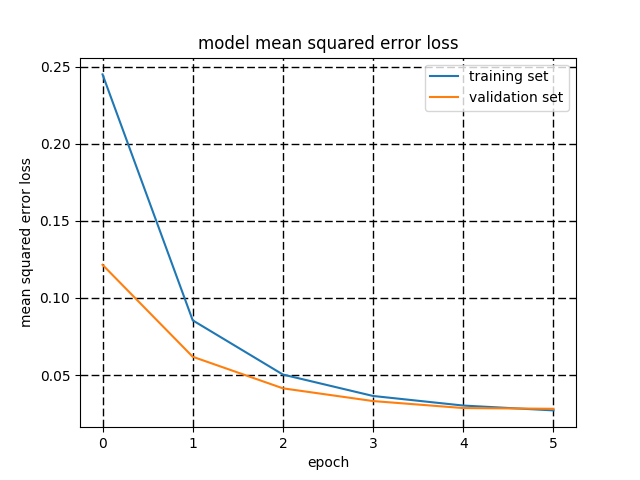 model mean squared error loss
training set
validation set
mean squared error loss
0.25
0.20
0.15
0.10
0.05
0 1 2 3 4 5
epoch